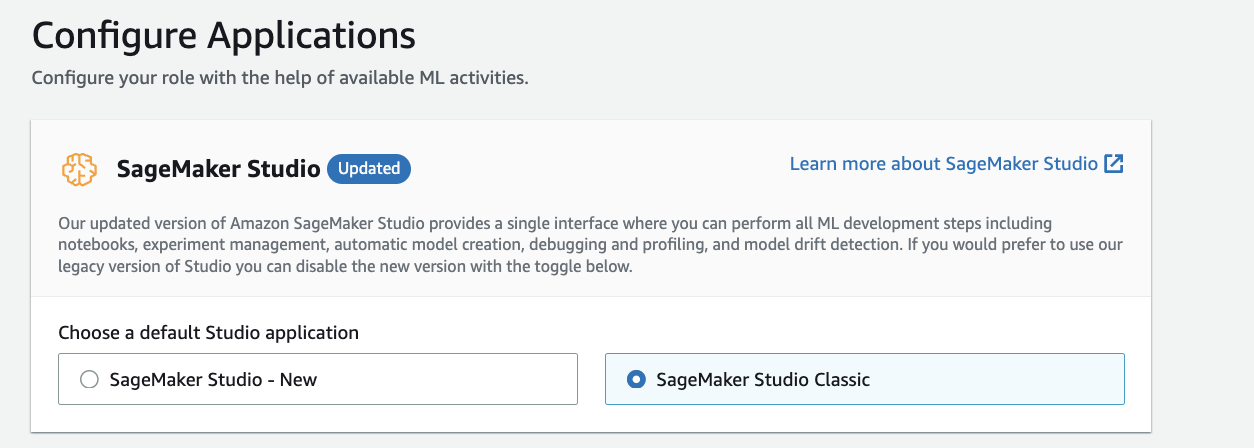 Configure Applications
Configure your role with the help of available ML activities.
SageMaker Studio Updated
Learn more about SageMaker Studio
Our updated version of Amazon SageMaker Studio provides a single interface where you can perform all ML development steps including
notebooks, experiment management, automatic model creation, debugging and profiling, and model drift detection. If you would prefer to use our
legacy version of Studio you can disable the new version with the toggle below.
Choose a default Studio application
SageMaker Studio - New
SageMaker Studio Classic